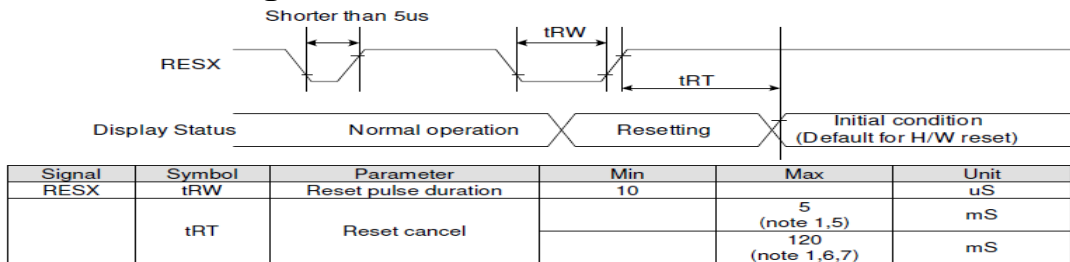 Shorter than 5us
tRW
RESX
tRT
Display Status Normal operation Resetting Initial condition
(Default for H/W reset)
Signal Symbol Parameter Min Max Unit
RESX tRW Reset pulse duration 10 uS
tRT Reset cancel 5
(note 1,5) mS
120
(note 1,6,7) mS